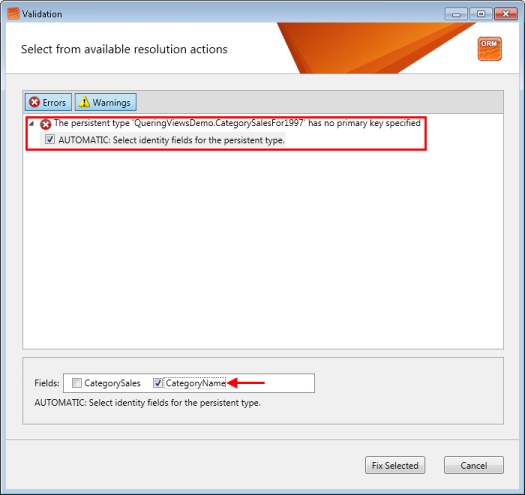 Validation
Select from available resolution actions
ORM
Errors Warnings
The persistent type 'QueringViewsDemo.CategorySalesFor1997' has no primary key specified
AUTOMATIC: Select identity fields for the persistent type.
Fields: CategorySales CategoryName
AUTOMATIC: Select identity fields for the persistent type.
Fix Selected Cancel